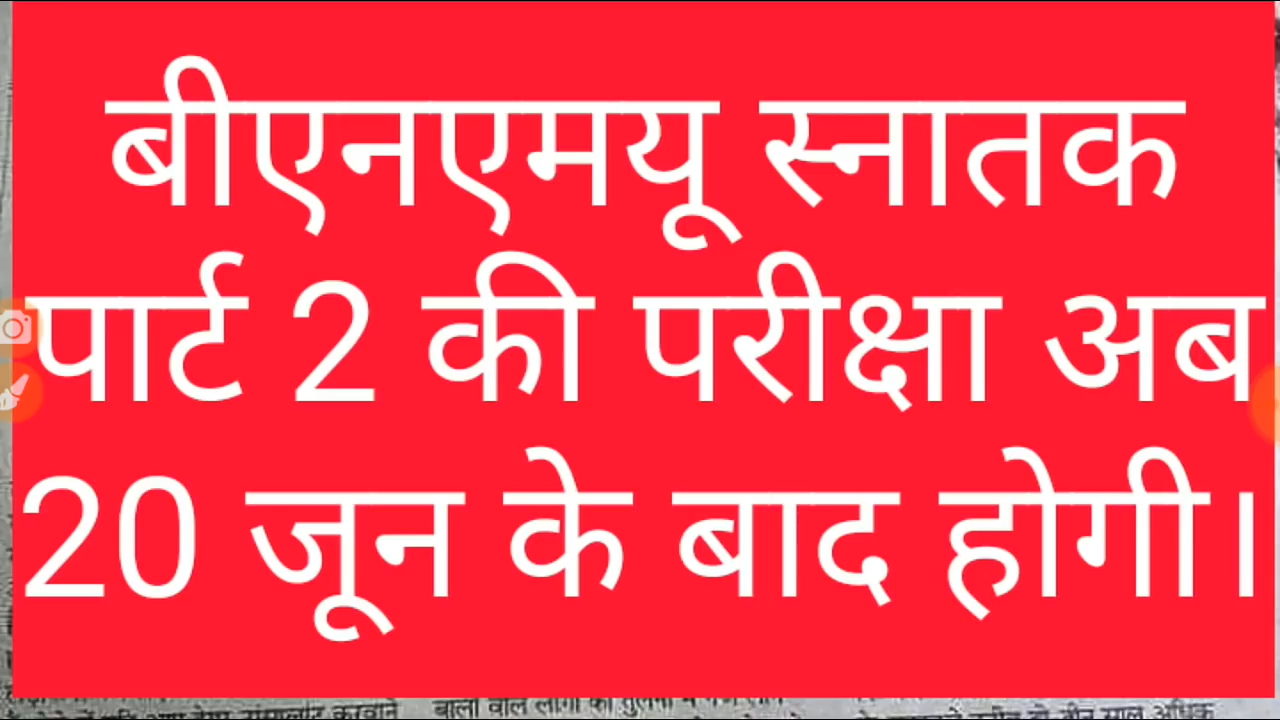 बीएनएमयू स्नातक
पार्ट 2 की परीक्षा अब
20 जून के बाद होगी।